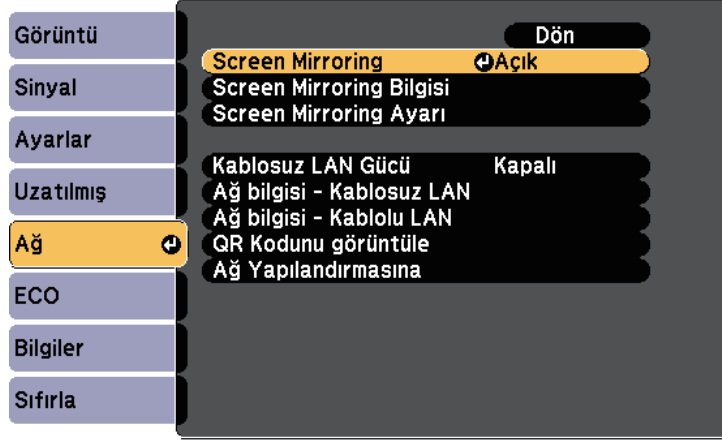 Görüntü
Sinyal
Ayarlar
Uzatılmış
Ağ
ECO
Bilgiler
Sıfırla
Dön
Screen Mirroring Açık
Screen Mirroring Bilgisi
Screen Mirroring Ayarı
Kablosuz LAN Gücü Kapalı
Ağ bilgisi - Kablosuz LAN
Ağ bilgisi - Kablolu LAN
QR Kodunu görüntüle
Ağ Yapılandırmasına